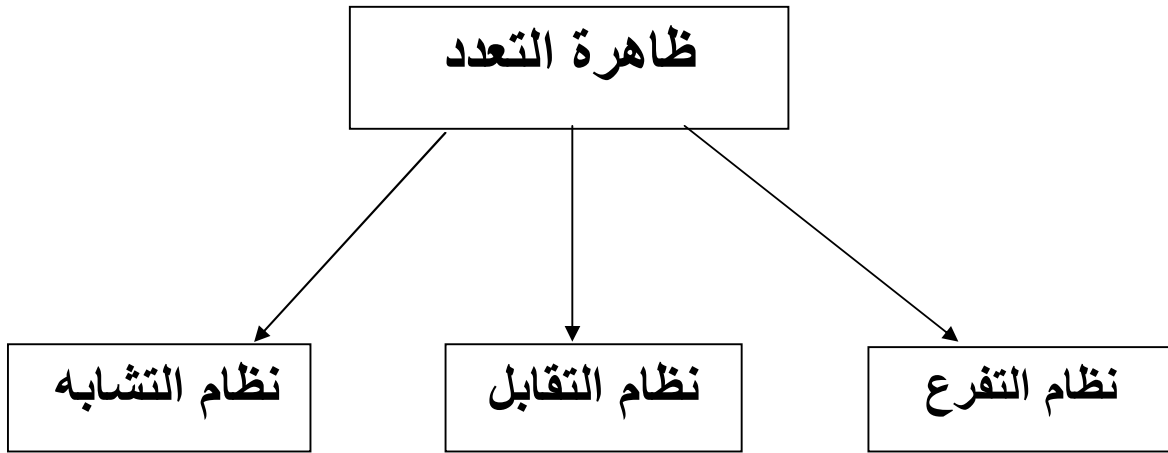 ظاهرة التعدد
نظام التفرع
نظام التقابل
نظام التشابه